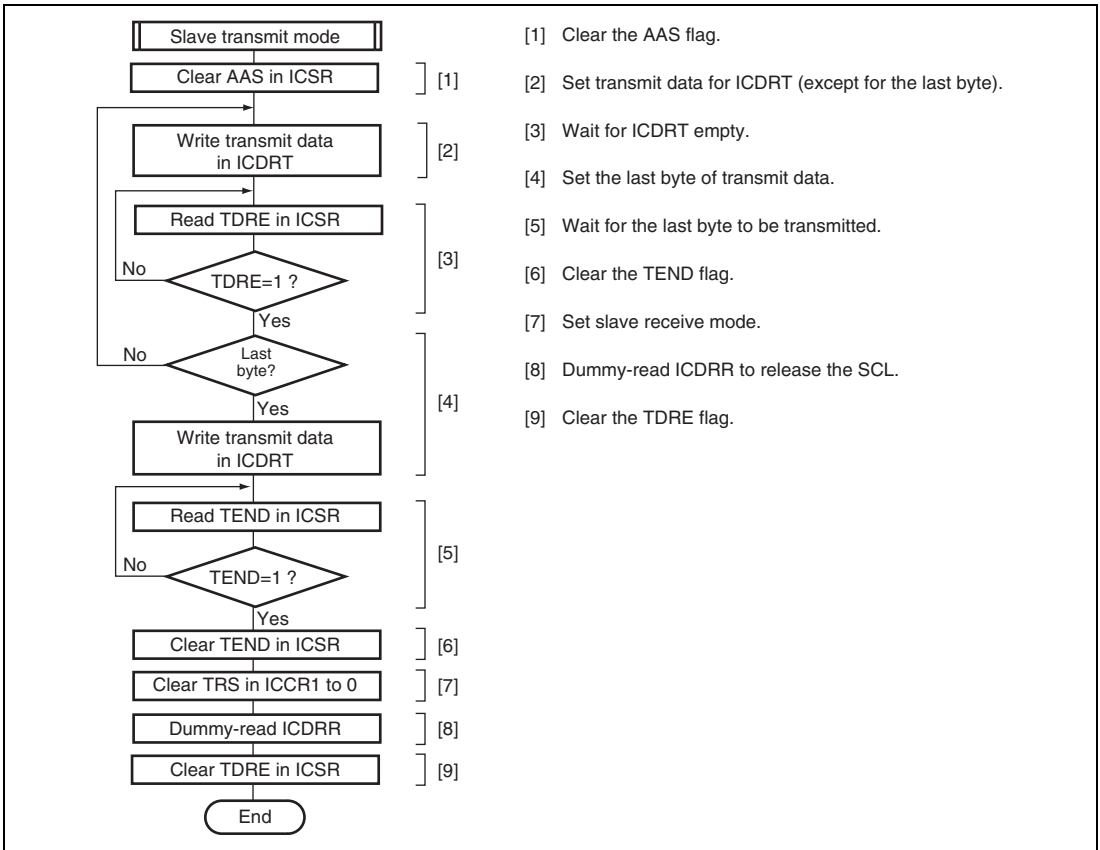 Slave transmit mode
Clear AAS in ICSR
[1]
Write transmit data
in ICDRT
[2]
Read TDRE in ICSR
No
TDRE=1 ?
[3]
Yes
No
Last
byte?
Yes
[4]
Write transmit data
in ICDRT
Read TEND in ICSR
No
TEND=1 ?
[5]
Yes
Clear TEND in ICSR
[6]
Clear TRS in ICCR1 to 0
[7]
Dummy-read ICDRR
[8]
Clear TDRE in ICSR
[9]
End
[1] Clear the AAS flag.
[2] Set transmit data for ICDRT (except for the last byte).
[3] Wait for ICDRT empty.
[4] Set the last byte of transmit data.
[5] Wait for the last byte to be transmitted.
[6] Clear the TEND flag.
[7] Set slave receive mode.
[8] Dummy-read ICDRR to release the SCL.
[9] Clear the TDRE flag.